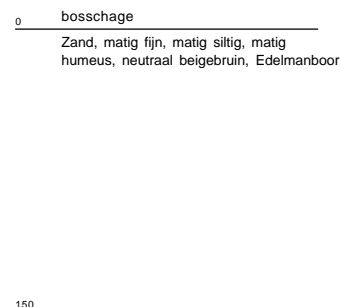 0 bosschage
Zand, matig fijn, matig siltig, matig
humeus, neutraal beigebruin, Edelmanboor
150